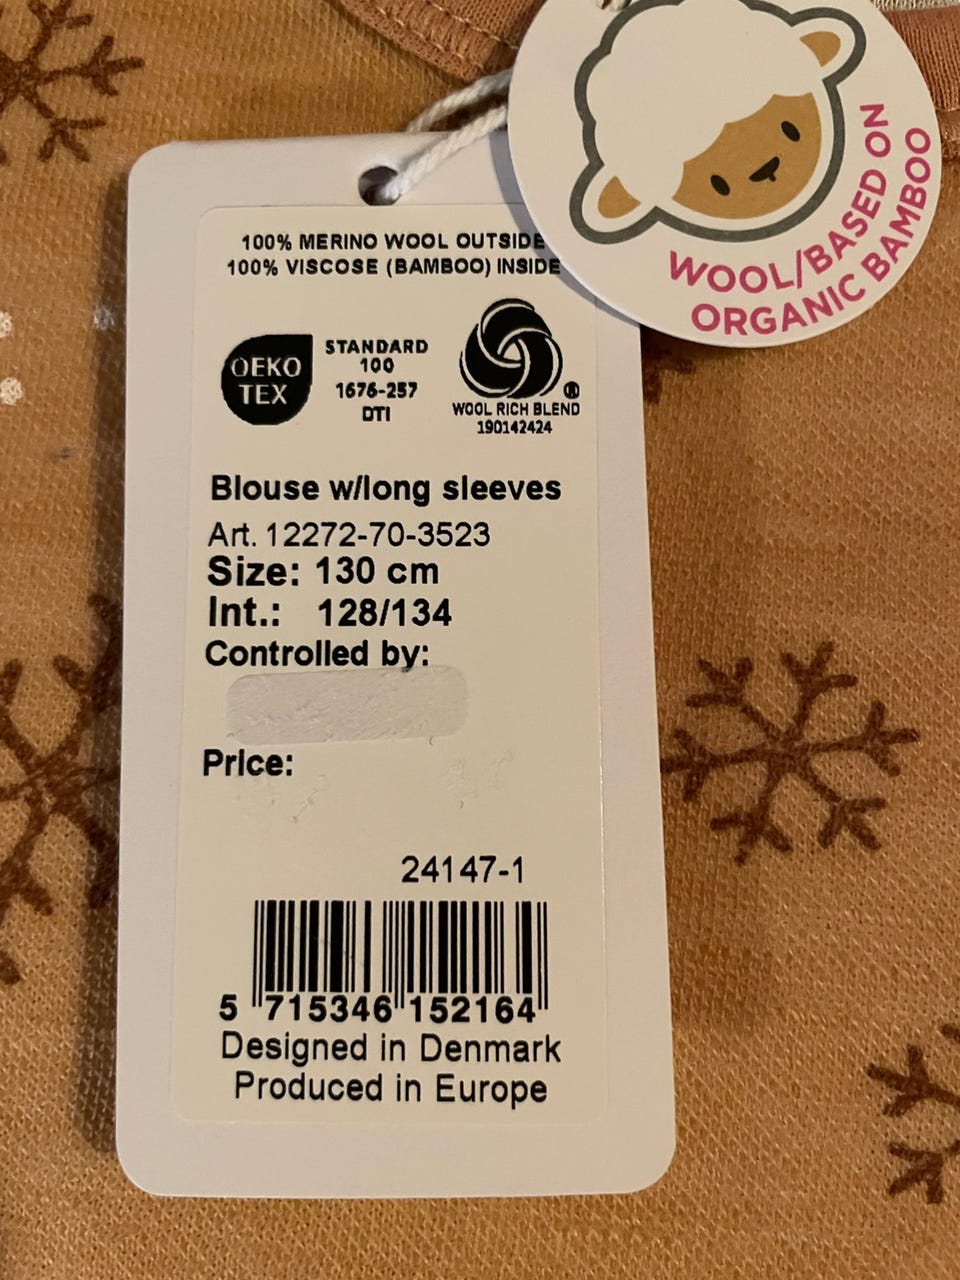 WOOL/BASED ON
ORGANIC BAMBOO
100% MERINO WOOL OUTSIDE
100% VISCOSE (BAMBOO) INSIDE
OEKO
TEX
STANDARD
100
1676-257
DTI
®
WOOL RICH BLEND
190142424
Blouse w/long sleeves
Art. 12272-70-3523
Size: 130 cm
Int.: 128/134
Controlled by:
Price:
24147-1
5 715346 152164
Designed in Denmark
Produced in Europe